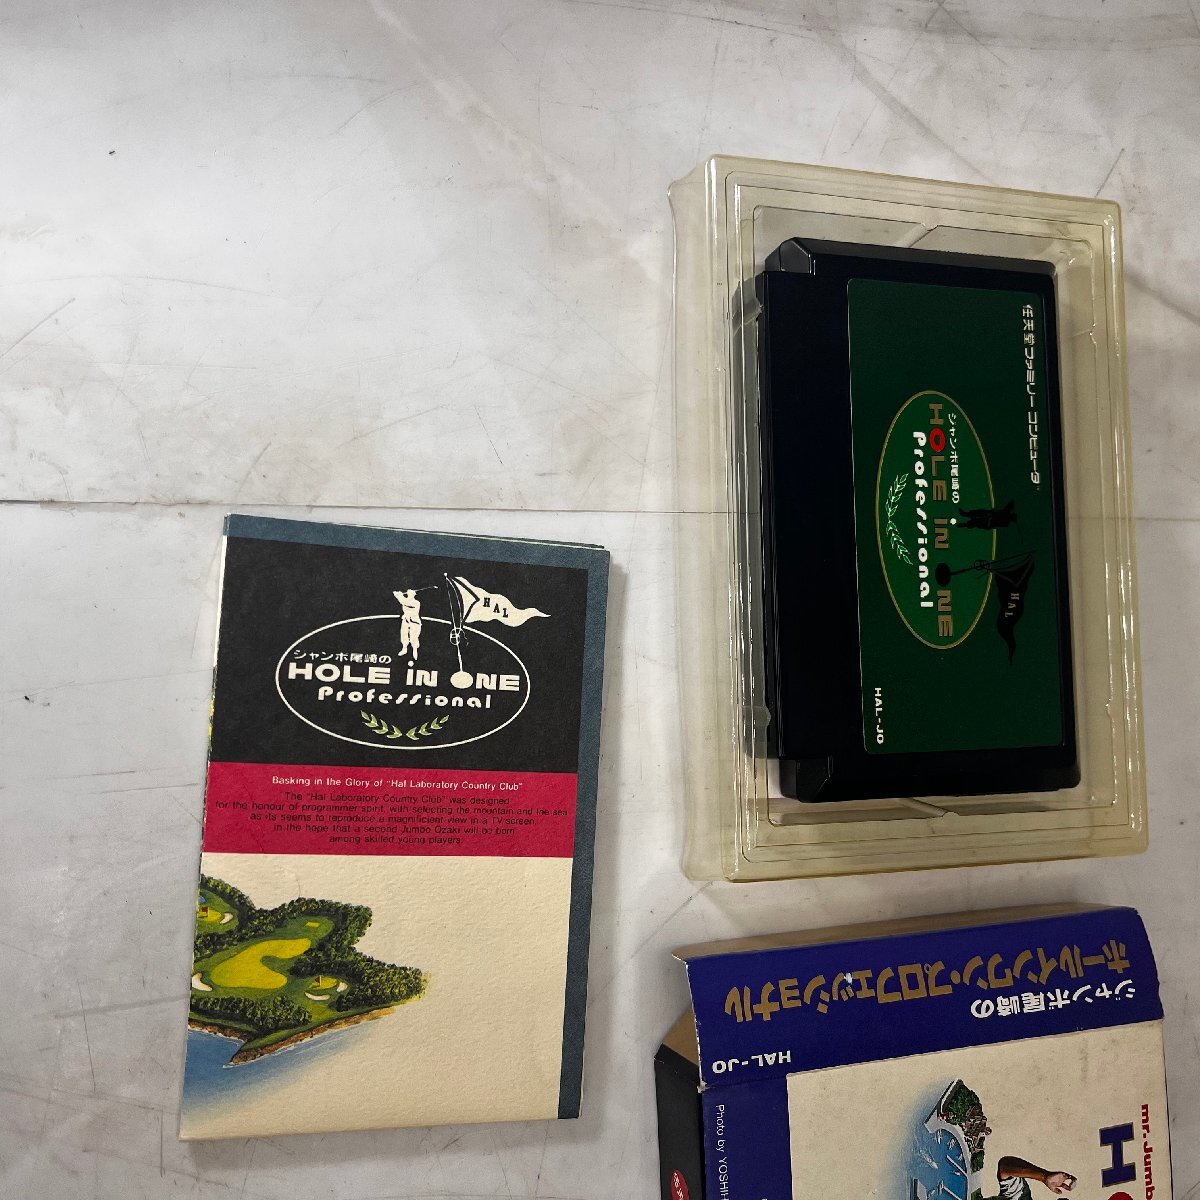 ジャンボ尾崎の
HOLE iN ONE
Professional
HAL
Basking in the Glory of "Hal Laboratory Country Club"
The "Hal Laboratory Country Club" was designed
for the honour of programmer spirit, with selecting the mountain and the sea
as its seems to reproduce a magnificient view in a TV screen,
in the hope that a second Jumbo Ozaki will be born
among skilled young players.
任天堂ファミリーコンピュータ™
ジャンボ尾崎の
HOLE iN ONE
Professional
HAL
HAL-JO
ジャンボ尾崎の
ホールインワン・プロフェッショナル
HAL-JO
Photo by YOSHI
mr.Jumb
H